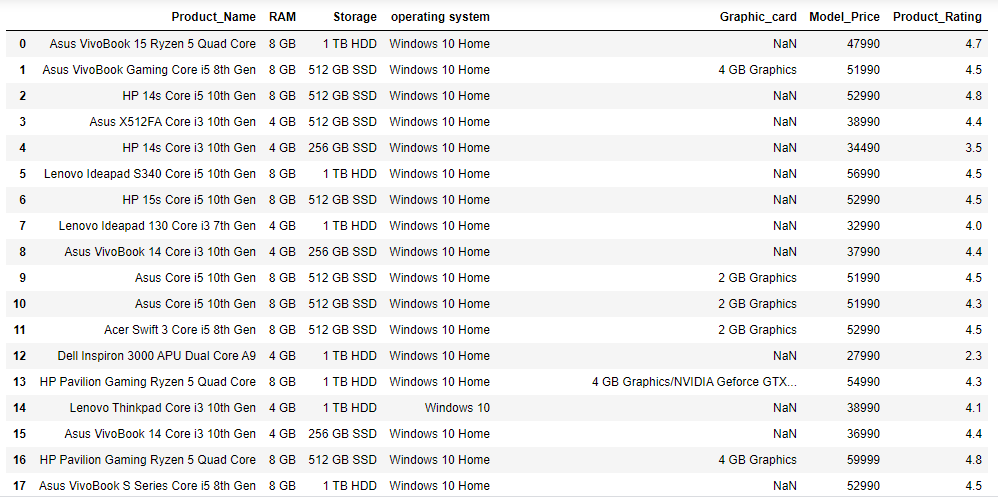 Product_Name RAM Storage operating system Graphic_card Model_Price Product_Rating
0 Asus VivoBook 15 Ryzen 5 Quad Core 8 GB 1 TB HDD Windows 10 Home NaN 47990 4.7
1 Asus VivoBook Gaming Core i5 8th Gen 8 GB 512 GB SSD Windows 10 Home 4 GB Graphics 51990 4.5
2 HP 14s Core i5 10th Gen 8 GB 512 GB SSD Windows 10 Home NaN 52990 4.8
3 Asus X512FA Core i3 10th Gen 4 GB 512 GB SSD Windows 10 Home NaN 38990 4.4
4 HP 14s Core i3 10th Gen 4 GB 256 GB SSD Windows 10 Home NaN 34490 3.5
5 Lenovo Ideapad S340 Core i5 10th Gen 8 GB 1 TB HDD Windows 10 Home NaN 56990 4.5
6 HP 15s Core i5 10th Gen 8 GB 512 GB SSD Windows 10 Home NaN 52990 4.5
7 Lenovo Ideapad 130 Core i3 7th Gen 4 GB 1 TB HDD Windows 10 Home NaN 32990 4.0
8 Asus VivoBook 14 Core i3 10th Gen 4 GB 256 GB SSD Windows 10 Home NaN 37990 4.4
9 Asus Core i5 10th Gen 8 GB 512 GB SSD Windows 10 Home 2 GB Graphics 51990 4.5
10 Asus Core i5 10th Gen 8 GB 512 GB SSD Windows 10 Home 2 GB Graphics 51990 4.3
11 Acer Swift 3 Core i5 8th Gen 8 GB 512 GB SSD Windows 10 Home 2 GB Graphics 52990 4.5
12 Dell Inspiron 3000 APU Dual Core A9 4 GB 1 TB HDD Windows 10 Home NaN 27990 2.3
13 HP Pavilion Gaming Ryzen 5 Quad Core 8 GB 1 TB HDD Windows 10 Home 4 GB Graphics/NVIDIA Geforce GTX... 54990 4.3
14 Lenovo Thinkpad Core i3 10th Gen 4 GB 1 TB HDD Windows 10 NaN 38990 4.1
15 Asus VivoBook 14 Core i3 10th Gen 4 GB 256 GB SSD Windows 10 Home NaN 36990 4.4
16 HP Pavilion Gaming Ryzen 5 Quad Core 8 GB 512 GB SSD Windows 10 Home 4 GB Graphics 59999 4.8
17 Asus VivoBook S Series Core i5 8th Gen 8 GB 1 TB HDD Windows 10 Home NaN 52990 4.5